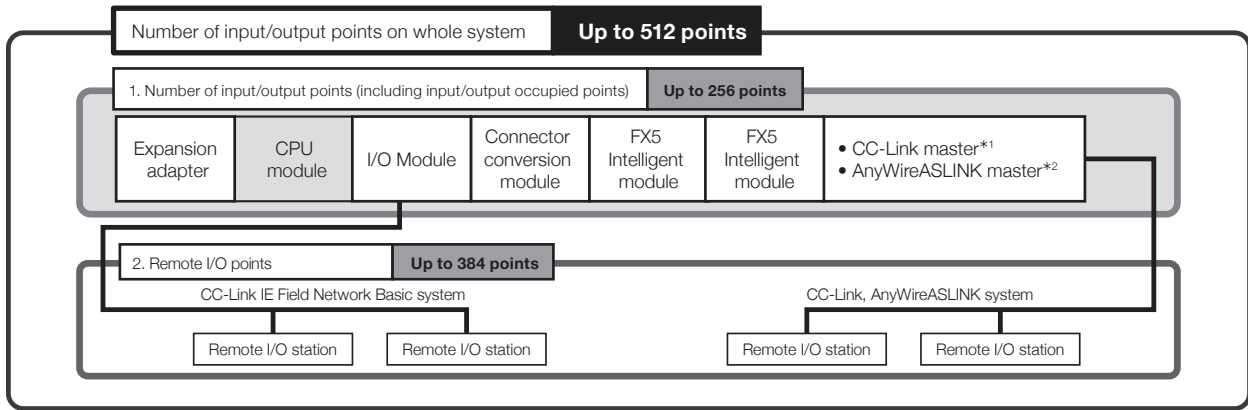 Number of input/output points on whole system Up to 512 points
1. Number of input/output points (including input/output occupied points) Up to 256 points
Expansion
adapter
CPU
module
I/O Module
Connector
conversion
module
FX5
Intelligent
module
FX5
Intelligent
module
• CC-Link master*1
• AnyWireASLINK master*2
2. Remote I/O points Up to 384 points
CC-Link IE Field Network Basic system
CC-Link, AnyWireASLINK system
Remote I/O station
Remote I/O station
Remote I/O station
Remote I/O station